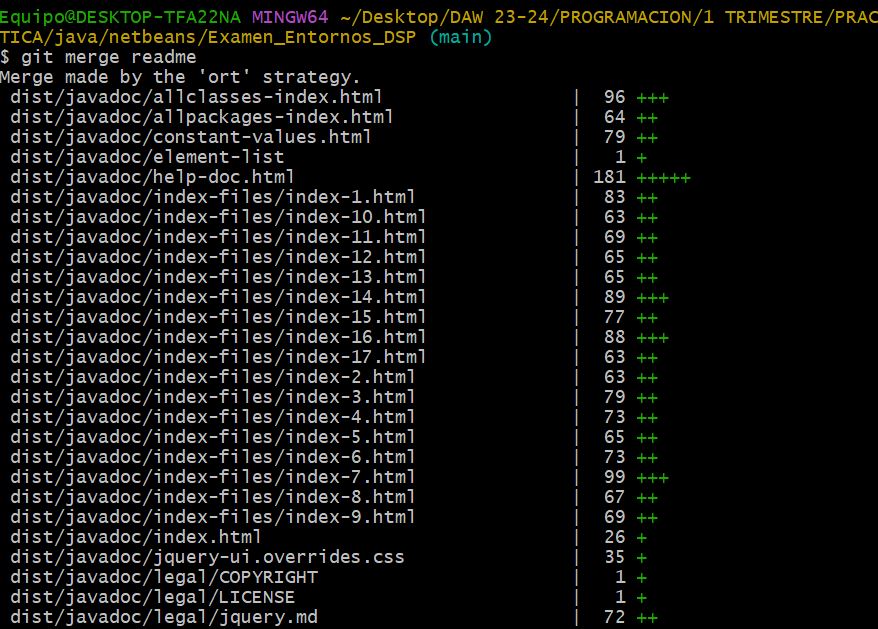 Equipo@DESKTOP-TFA22NA MINGW64 ~/Desktop/DAW 23-24/PROGRAMACION/1 TRIMESTRE/PRAC
TICA/java/netbeans/Examen_Entornos_DSP (main)
$ git merge readme
Merge made by the 'ort' strategy.
 dist/javadoc/allclasses-index.html                 |  96 +++
 dist/javadoc/allpackages-index.html                |  64 ++
 dist/javadoc/constant-values.html                  |  79 ++
 dist/javadoc/element-list                          |   1 +
 dist/javadoc/help-doc.html                         | 181 +++++
 dist/javadoc/index-files/index-1.html              |  83 ++
 dist/javadoc/index-files/index-10.html             |  63 ++
 dist/javadoc/index-files/index-11.html             |  69 ++
 dist/javadoc/index-files/index-12.html             |  65 ++
 dist/javadoc/index-files/index-13.html             |  65 ++
 dist/javadoc/index-files/index-14.html             |  89 +++
 dist/javadoc/index-files/index-15.html             |  77 ++
 dist/javadoc/index-files/index-16.html             |  88 +++
 dist/javadoc/index-files/index-17.html             |  63 ++
 dist/javadoc/index-files/index-2.html              |  63 ++
 dist/javadoc/index-files/index-3.html              |  79 ++
 dist/javadoc/index-files/index-4.html              |  73 ++
 dist/javadoc/index-files/index-5.html              |  65 ++
 dist/javadoc/index-files/index-6.html              |  73 ++
 dist/javadoc/index-files/index-7.html              |  99 +++
 dist/javadoc/index-files/index-8.html              |  67 ++
 dist/javadoc/index-files/index-9.html              |  69 ++
 dist/javadoc/index.html                            |  26 +
 dist/javadoc/jquery-ui.overrides.css               |  35 +
 dist/javadoc/legal/COPYRIGHT                       |   1 +
 dist/javadoc/legal/LICENSE                         |   1 +
 dist/javadoc/legal/jquery.md                       |  72 ++